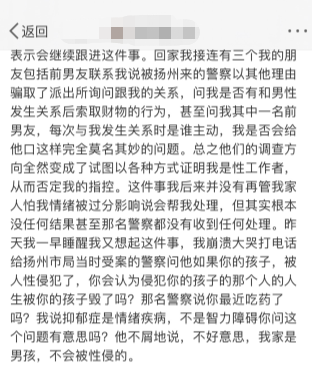 返回
表示会继续跟进这件事。回家我接连有三个我的朋
友包括前男友联系我说被扬州来的警察以其他理由
骗取了派出所询问跟我的关系，问我是否有和男性
发生关系后索取财物的行为，甚至问我其中一名前
男友，每次与我发生关系时是谁主动，我是否会给
他口这样完全莫名其妙的问题。总之他们的调查方
向全然变成了试图以各种方式证明我是性工作者，
从而否定我的指控。这件事我后来并没有再管我家
人怕我情绪被过分影响说会帮我处理，但其实根本
没任何结果甚至那名警察都没有收到任何处理。昨
天我一早睡醒我又想起这件事，我崩溃大哭打电话
给扬州市局当时受案的警察问他如果你的孩子，被
人性侵犯了，你会认为侵犯你的孩子的那个人的人
生被你的孩子毁了吗？那名警察说你最近吃药了
吗？我说抑郁症是情绪疾病，不是智力障碍你问这
个问题有意思吗？他不屑地说，不好意思，我家是
男孩，不会被性侵的。